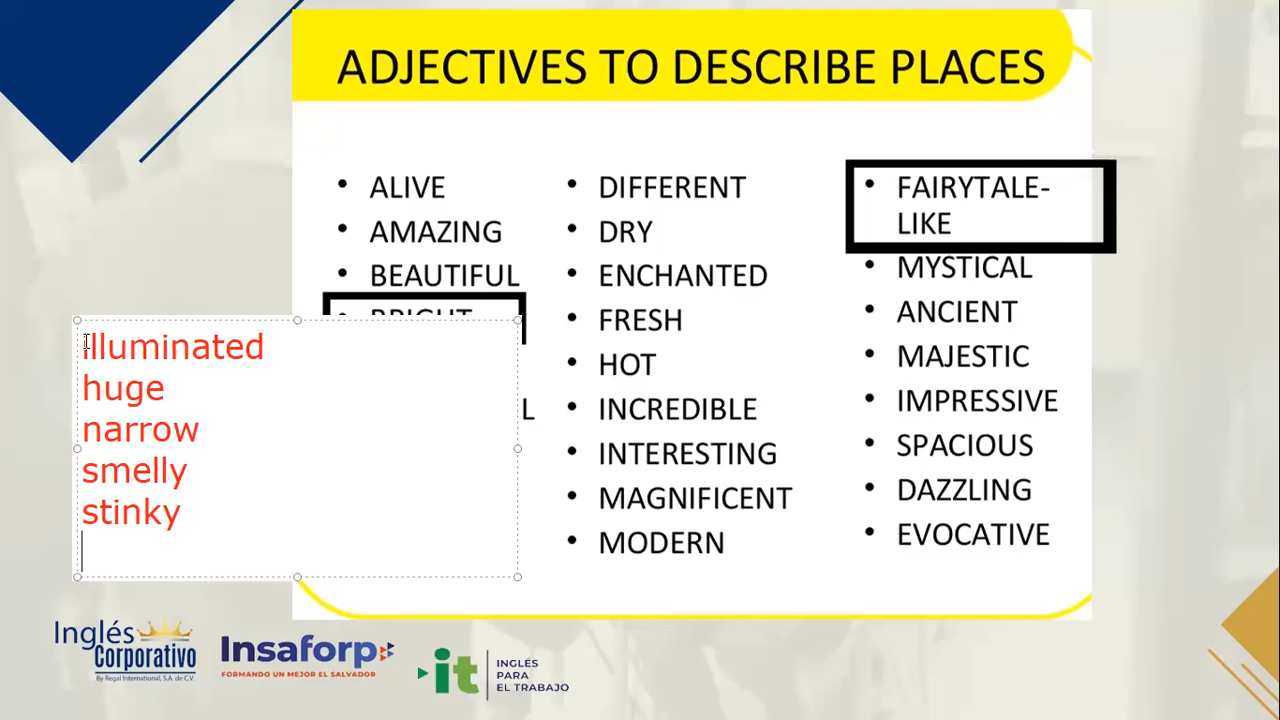 ADJECTIVES TO DESCRIBE PLACES
• ALIVE
• AMAZING
• BEAUTIFUL
• BRIGHT
illuminated
huge
narrow
smelly
stinky
L
• DIFFERENT
• DRY
• ENCHANTED
• FRESH
• HOT
• INCREDIBLE
• INTERESTING
• MAGNIFICENT
• MODERN
• FAIRYTALE-
LIKE
• MYSTICAL
• ANCIENT
• MAJESTIC
• IMPRESSIVE
• SPACIOUS
• DAZZLING
• EVOCATIVE
Inglés
Corporativo
By Regal International, S.A. de C.V.
Insaforp
FORMANDO UN MEJOR EL SALVADOR
it
INGLÉS
PARA
EL TRABAJO